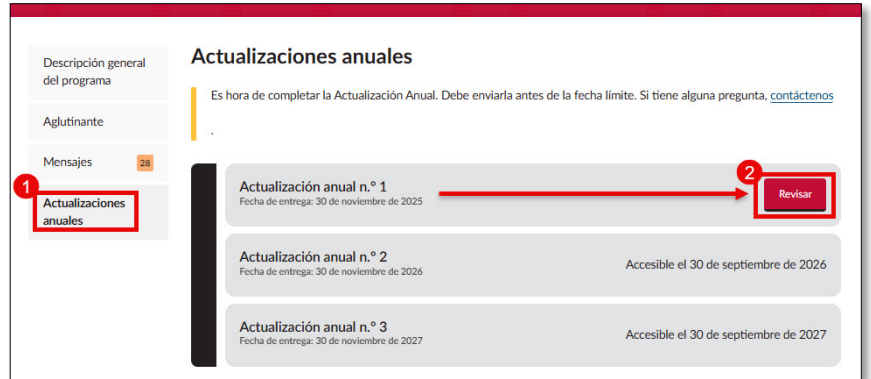 Descripción general
del programa
Aglutinante
Mensajes 28
1
Actualizaciones
anuales
Actualizaciones anuales
Es hora de completar la Actualización Anual. Debe enviarla antes de la fecha límite. Si tiene alguna pregunta, contáctenos
.
Actualización anual n.° 1
Fecha de entrega: 30 de noviembre de 2025
2
Revisar
Actualización anual n.° 2
Fecha de entrega: 30 de noviembre de 2026
Accesible el 30 de septiembre de 2026
Actualización anual n.° 3
Fecha de entrega: 30 de noviembre de 2027
Accesible el 30 de septiembre de 2027